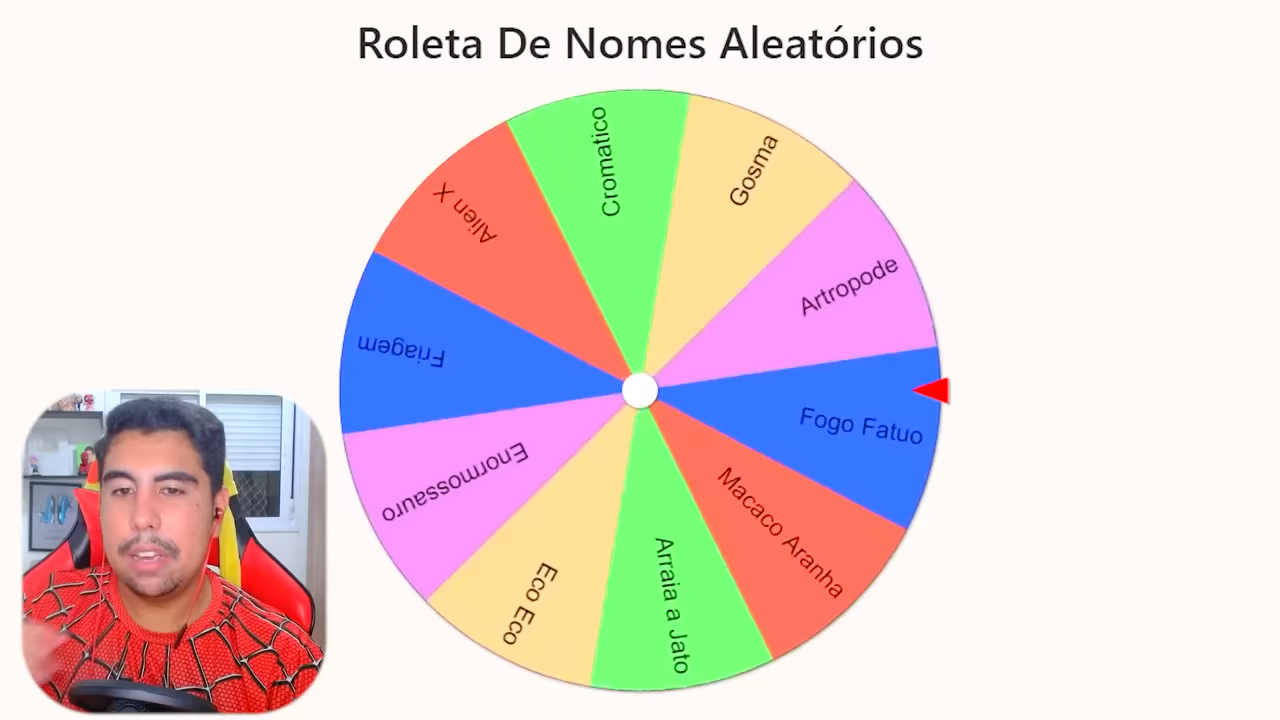 Roleta De Nomes Aleatórios
Cromatico
Gosma
Artropode
Fogo Fatuo
Macaco Aranha
Arraia a Jato
Eco Eco
Enormossauro
Friagem
Alien X